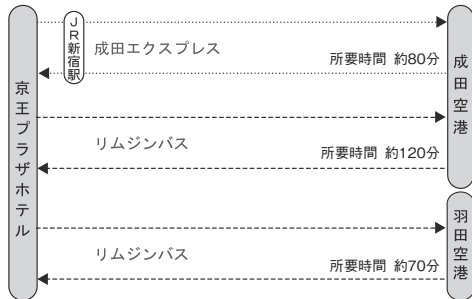 京王プラザホテル
JR新宿駅
成田エクスプレス
所要時間 約80分
成田空港
リムジンバス
所要時間 約120分
リムジンバス
所要時間 約70分
羽田空港